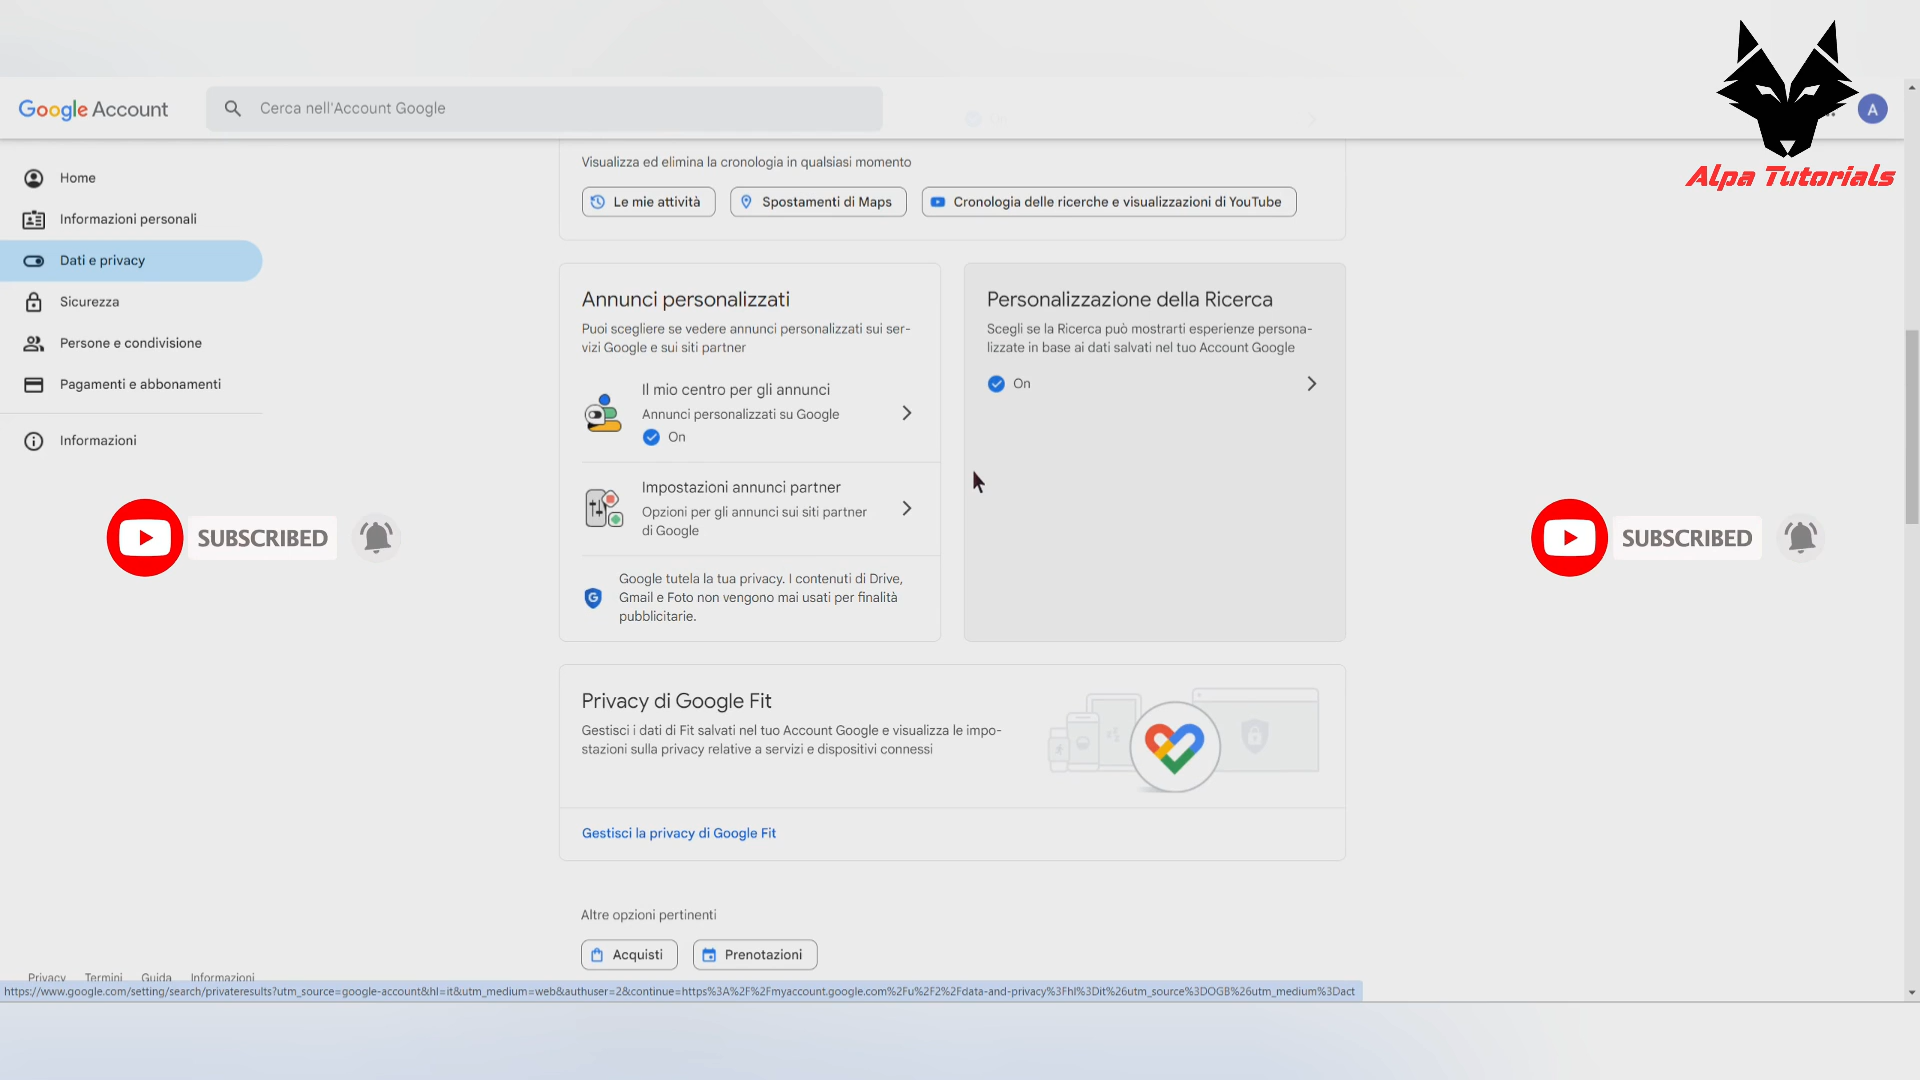 Google Account
Cerca nell'Account Google
A
Alpa Tutorials
Home
Informazioni personali
Dati e privacy
Sicurezza
Persone e condivisione
Pagamenti e abbonamenti
Informazioni
Visualizza ed elimina la cronologia in qualsiasi momento
Le mie attività
Spostamenti di Maps
Cronologia delle ricerche e visualizzazioni di YouTube
Annunci personalizzati
Puoi scegliere se vedere annunci personalizzati sui ser-
vizi Google e sui siti partner
Il mio centro per gli annunci
Annunci personalizzati su Google
On
Impostazioni annunci partner
Opzioni per gli annunci sui siti partner
di Google
Google tutela la tua privacy. I contenuti di Drive,
Gmail e Foto non vengono mai usati per finalità
pubblicitarie.
Personalizzazione della Ricerca
Scegli se la Ricerca può mostrarti esperienze persona-
lizzate in base ai dati salvati nel tuo Account Google
On
SUBSCRIBED
SUBSCRIBED
Privacy di Google Fit
Gestisci i dati di Fit salvati nel tuo Account Google e visualizza le impo-
stazioni sulla privacy relative a servizi e dispositivi connessi
Gestisci la privacy di Google Fit
Altre opzioni pertinenti
Acquisti
Prenotazioni
Privacy Termini Guida Informazioni
https://www.google.com/setting/search/privateresults?utm_source=google-account&hl=it&utm_medium=web&authuser=2&continue=https%3A%2F%2Fmyaccount.google.com%2Fu%2F2%2Fdata-and-privacy%3Fhl%3Dit%26utm_source%3DOGB%26utm_medium%3Dact